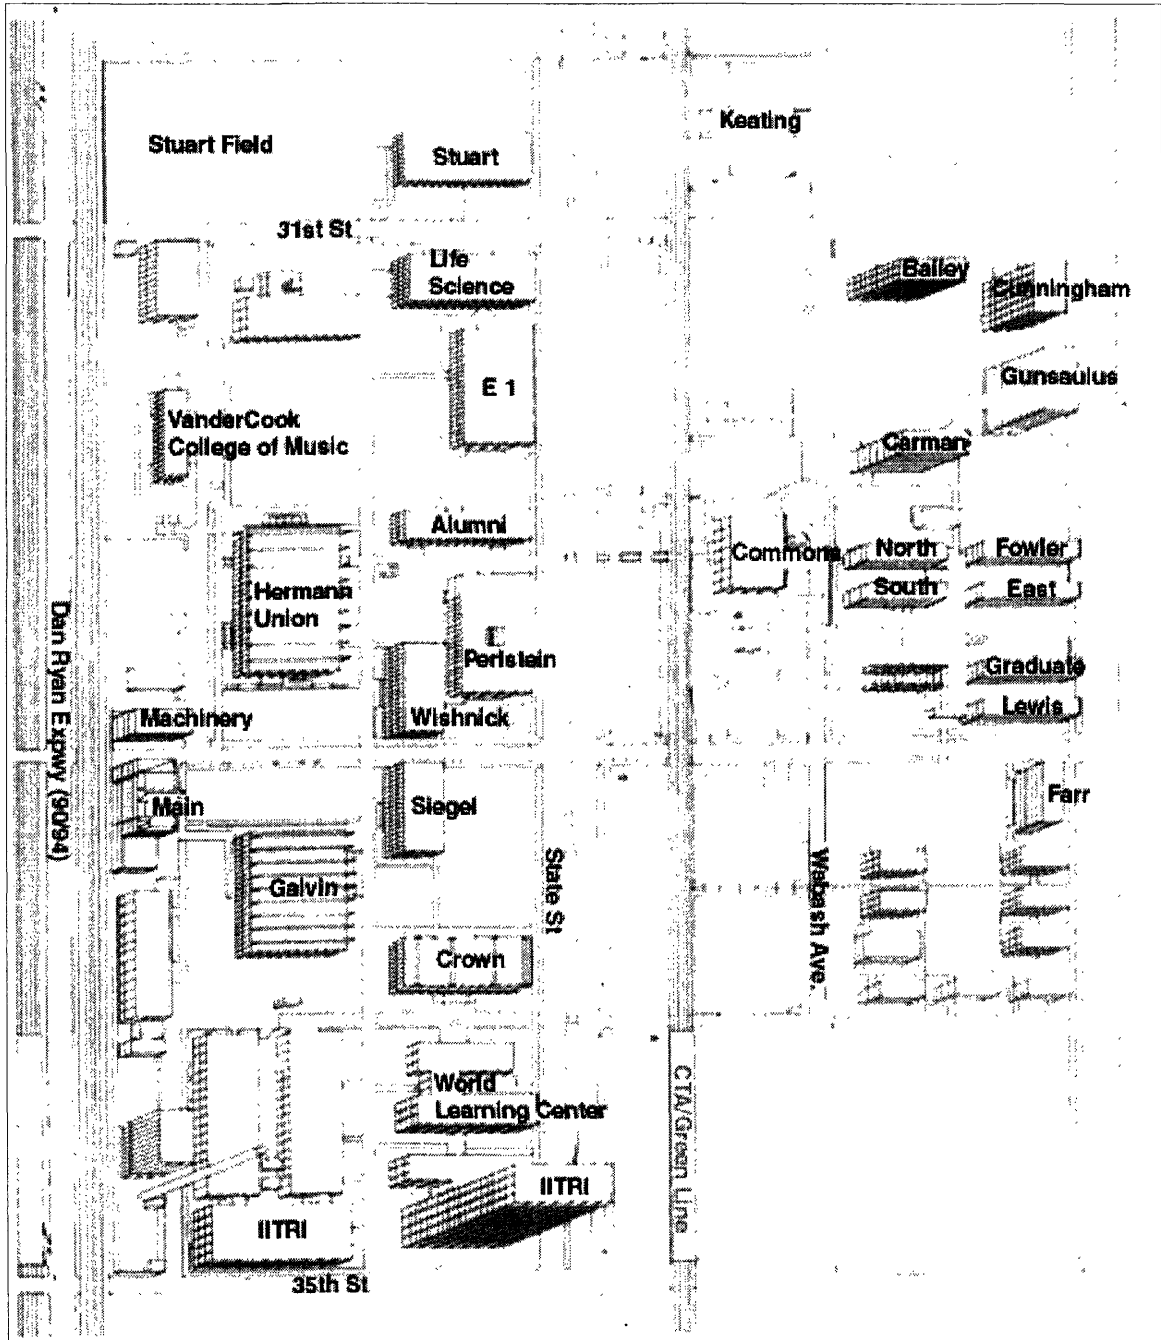 Keating
Stuart Field
Stuart
31st St
Life
Science
Bailey
Cunningham
E 1
Gunsaulus
VanderCook
College of Music
Carman
Alumni
Commons
North
Fowler
Hermann
Union
South
East
Perlstein
Graduate
Machinery
Wishnick
Lewis
Dan Ryan Expwy (90/94)
Main
Siegel
Farr
Galvin
State St
Wabash Ave.
Crown
World
Learning Center
CTA/Green Line
IITRI
IITRI
35th St